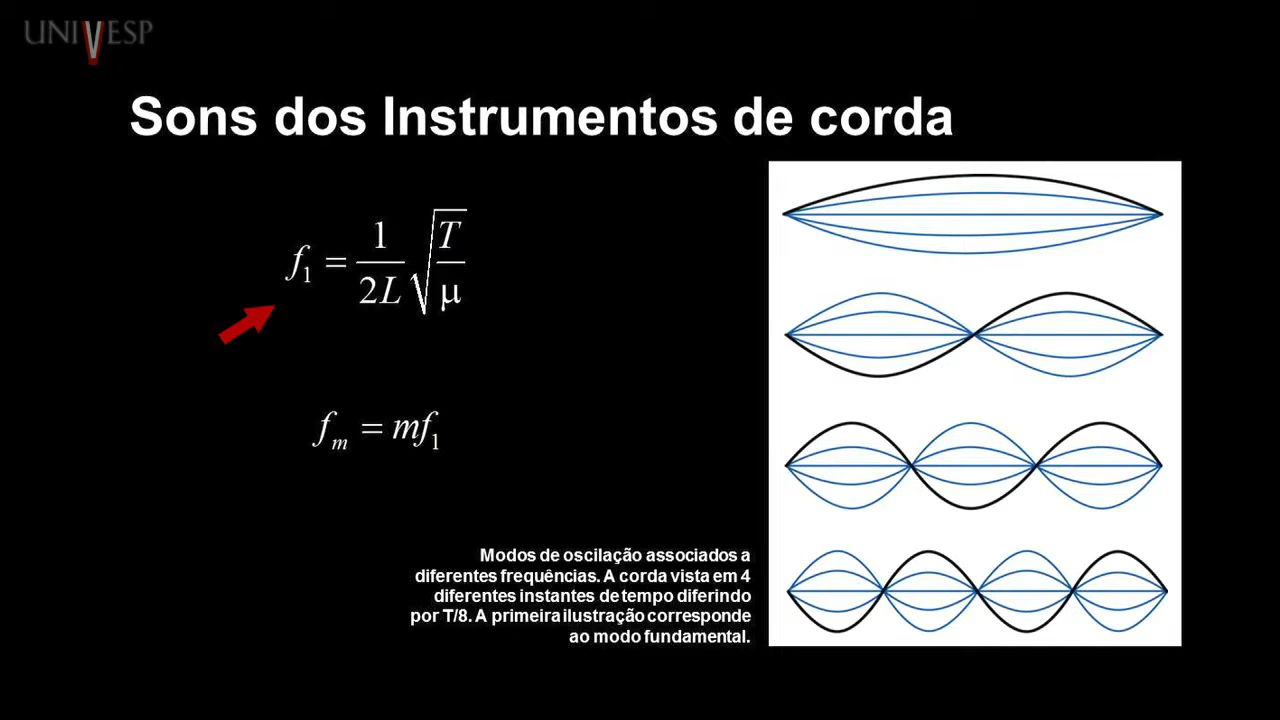 UNIVESP
Sons dos Instrumentos de corda
f₁ = 1/2L √T/μ
fₘ = mf₁
Modos de oscilação associados a
diferentes frequências. A corda vista em 4
diferentes instantes de tempo diferindo
por T/8. A primeira ilustração corresponde
ao modo fundamental.